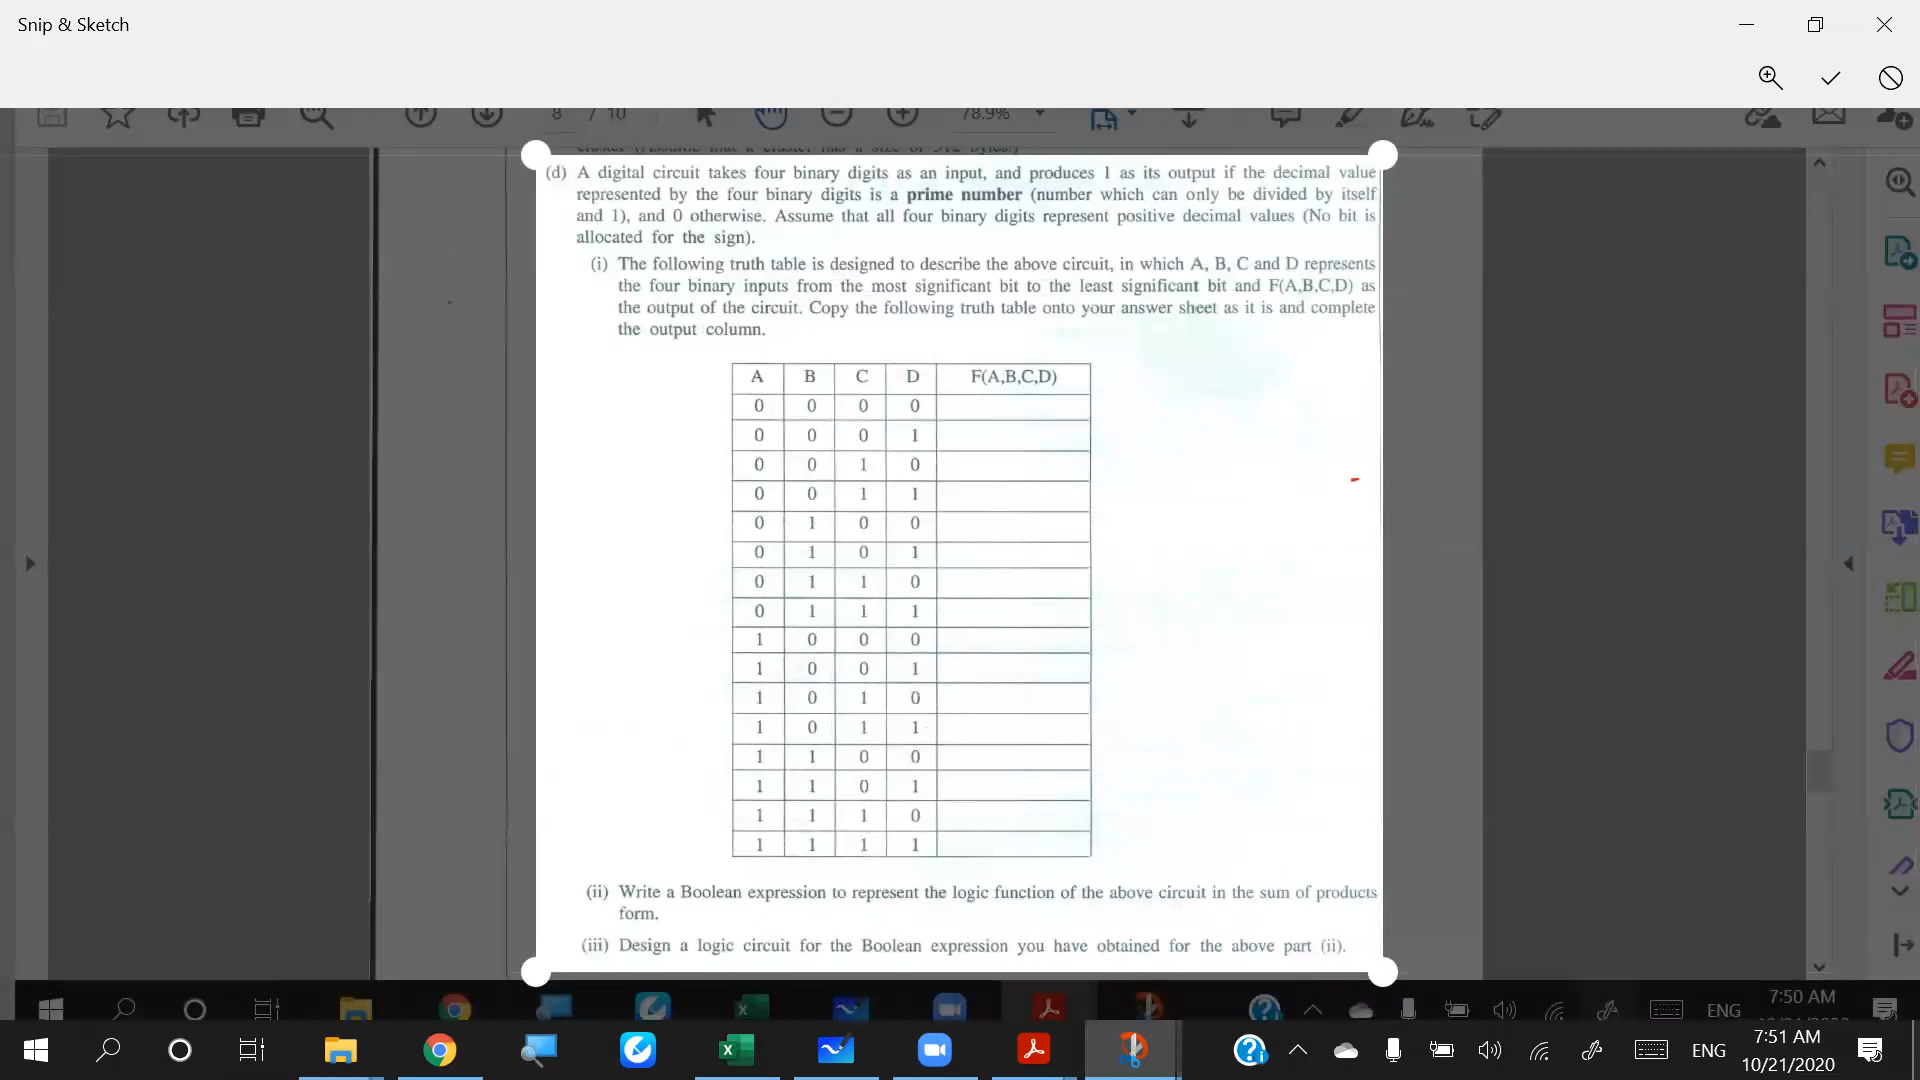 Snip & Sketch
8 / 10
78.9%
(d) A digital circuit takes four binary digits as an input, and produces 1 as its output if the decimal value
represented by the four binary digits is a prime number (number which can only be divided by itself
and 1), and 0 otherwise. Assume that all four binary digits represent positive decimal values (No bit is
allocated for the sign).
(i) The following truth table is designed to describe the above circuit, in which A, B, C and D represents
the four binary inputs from the most significant bit to the least significant bit and F(A,B,C,D) as
the output of the circuit. Copy the following truth table onto your answer sheet as it is and complete
the output column.
A B C D F(A,B,C,D)
0 0 0 0
0 0 0 1
0 0 1 0
0 0 1 1
0 1 0 0
0 1 0 1
0 1 1 0
0 1 1 1
1 0 0 0
1 0 0 1
1 0 1 0
1 0 1 1
1 1 0 0
1 1 0 1
1 1 1 0
1 1 1 1
(ii) Write a Boolean expression to represent the logic function of the above circuit in the sum of products
form.
(iii) Design a logic circuit for the Boolean expression you have obtained for the above part (ii).
ENG
7:50 AM
ENG
7:51 AM
10/21/2020